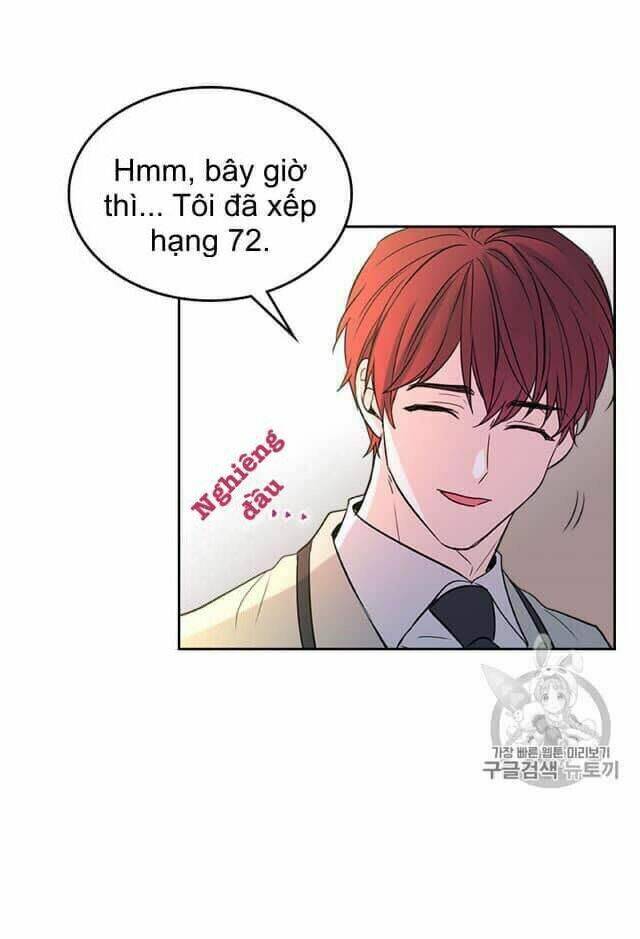 Hmm, bây giờ
thì... Tôi đã xếp
hạng 72.
Nghiêng
đầu
가장 빠른 웹툰 미리보기
구글검색 뉴토끼